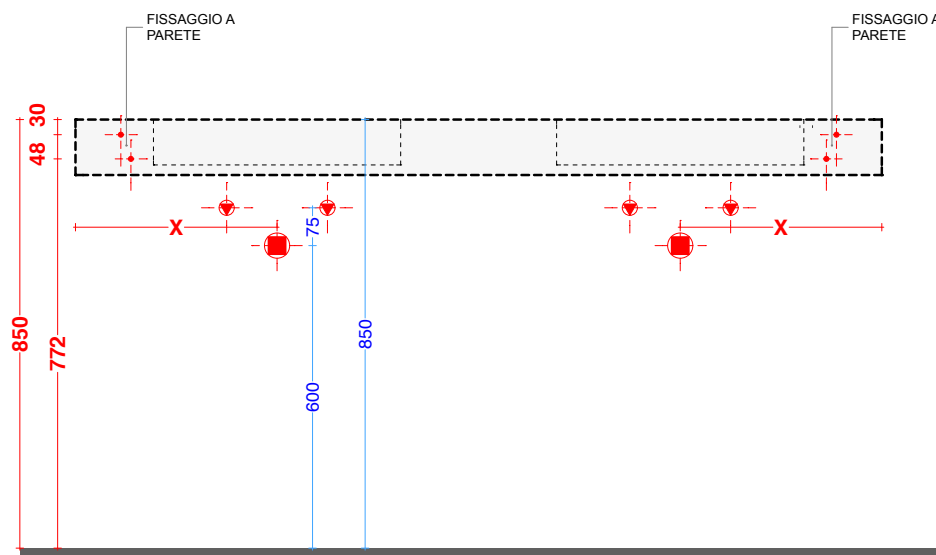 FISSAGGIO A
PARETE
FISSAGGIO A
PARETE
30
48
X
75
X
850
772
850
600